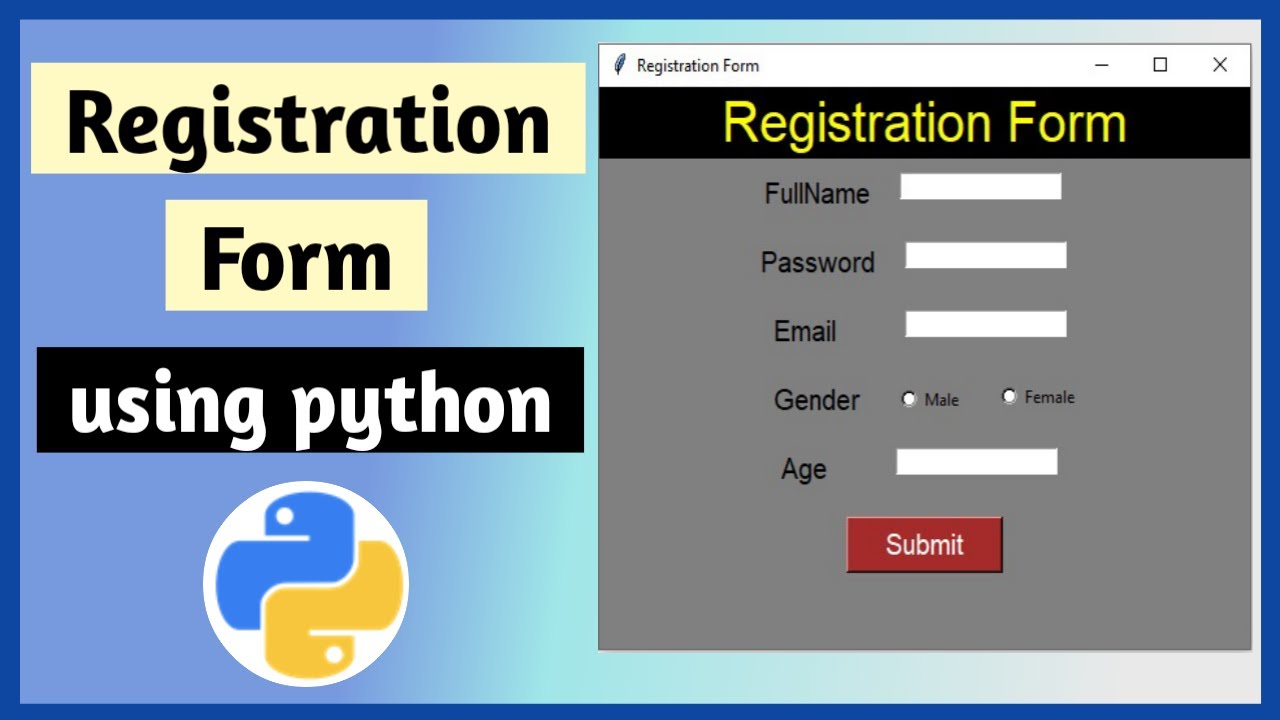 Registration
Form
using python
Registration Form
Registration Form
FullName
Password
Email
Gender Male Female
Age
Submit